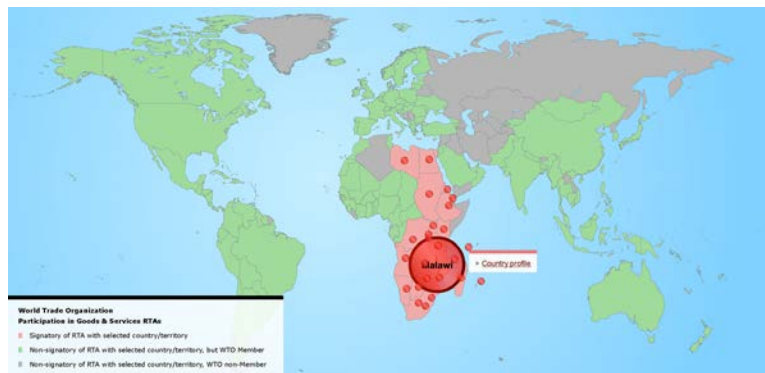 Malawi
Country profile
World Trade Organization
Participation in Goods & Services RTAs
Signatory of RTA with selected country/territory
Non-signatory of RTA with selected country/territory, but WTO Member
Non-signatory of RTA with selected country/territory, WTO non-Member